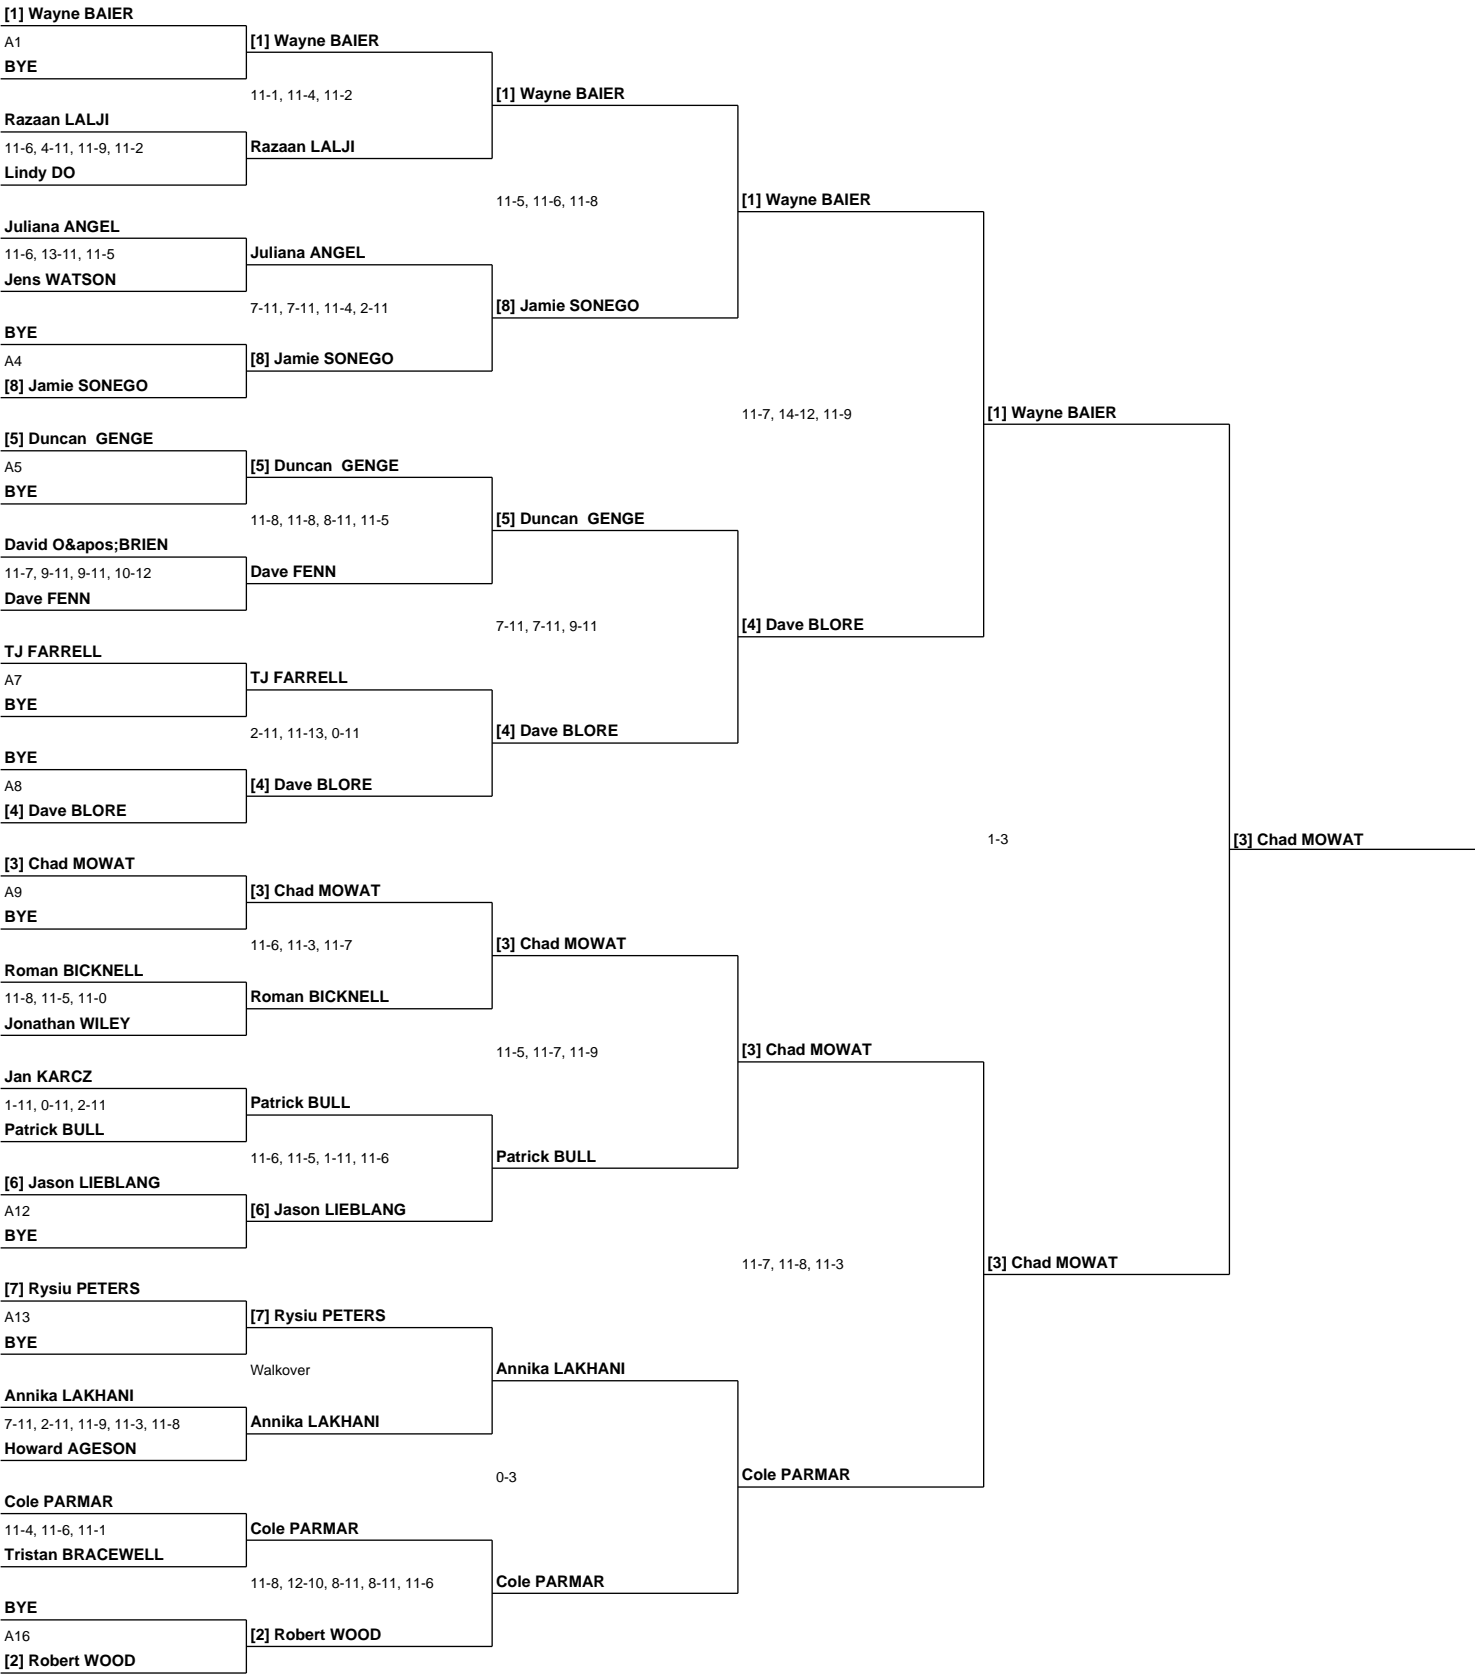 [1] Wayne BAIER
A1
BYE
Razaan LALJI
11-6, 4-11, 11-9, 11-2
Lindy DO
Juliana ANGEL
11-6, 13-11, 11-5
Jens WATSON
BYE
A4
[8] Jamie SONEGO
[5] Duncan  GENGE
A5
BYE
David O&apos;BRIEN
11-7, 9-11, 9-11, 10-12
Dave FENN
TJ FARRELL
A7
BYE
BYE
A8
[4] Dave BLORE
[3] Chad MOWAT
A9
BYE
Roman BICKNELL
11-8, 11-5, 11-0
Jonathan WILEY
Jan KARCZ
1-11, 0-11, 2-11
Patrick BULL
[6] Jason LIEBLANG
A12
BYE
[7] Rysiu PETERS
A13
BYE
Annika LAKHANI
7-11, 2-11, 11-9, 11-3, 11-8
Howard AGESON
Cole PARMAR
11-4, 11-6, 11-1
Tristan BRACEWELL
BYE
A16
[2] Robert WOOD
[1] Wayne BAIER
11-1, 11-4, 11-2
Razaan LALJI
Juliana ANGEL
7-11, 7-11, 11-4, 2-11
[8] Jamie SONEGO
[5] Duncan  GENGE
11-8, 11-8, 8-11, 11-5
Dave FENN
TJ FARRELL
2-11, 11-13, 0-11
[4] Dave BLORE
[3] Chad MOWAT
11-6, 11-3, 11-7
Roman BICKNELL
Patrick BULL
11-6, 11-5, 1-11, 11-6
[6] Jason LIEBLANG
[7] Rysiu PETERS
Walkover
Annika LAKHANI
Cole PARMAR
11-8, 12-10, 8-11, 8-11, 11-6
[2] Robert WOOD
[1] Wayne BAIER
11-5, 11-6, 11-8
[8] Jamie SONEGO
[5] Duncan  GENGE
7-11, 7-11, 9-11
[4] Dave BLORE
[3] Chad MOWAT
11-5, 11-7, 11-9
Patrick BULL
Annika LAKHANI
0-3
Cole PARMAR
[1] Wayne BAIER
11-7, 14-12, 11-9
[4] Dave BLORE
[3] Chad MOWAT
11-7, 11-8, 11-3
Cole PARMAR
[1] Wayne BAIER
1-3
[3] Chad MOWAT
[3] Chad MOWAT